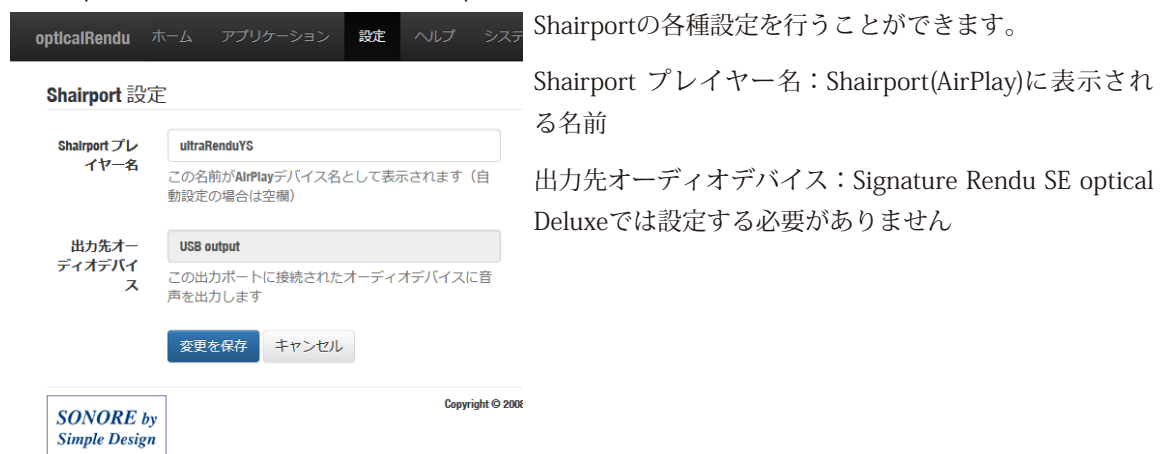 opticalRendu ホーム アプリケーション 設定 ヘルプ システ
Shairport 設定
Shairport プレ
イヤー名
ultraRenduYS
この名前がAirPlayデバイス名として表示されます（自
動設定の場合は空欄）
出力先オー
ディオデバイ
ス
USB output
この出力ポートに接続されたオーディオデバイスに音
声を出力します
変更を保存 キャンセル
SONORE by
Simple Design
Copyright © 2008
Shairportの各種設定を行うことができます。
Shairport プレイヤー名：Shairport(AirPlay)に表示され
る名前
出力先オーディオデバイス：Signature Rendu SE optical
Deluxeでは設定する必要がありません